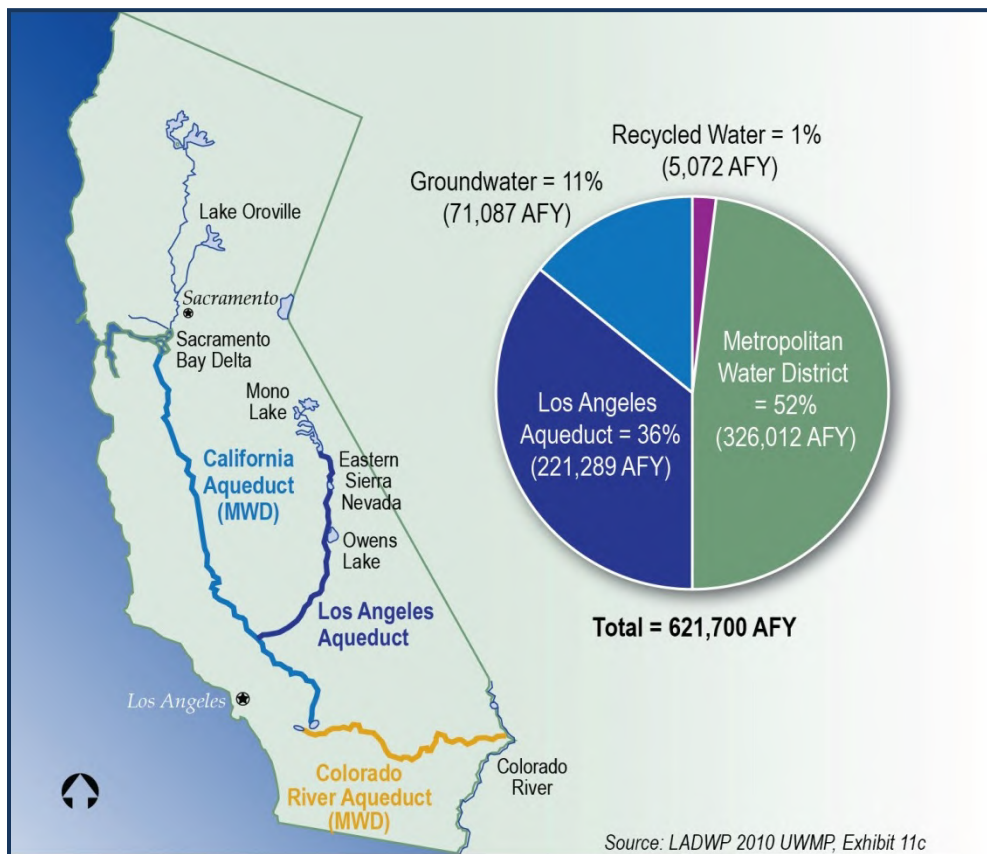 Recycled Water = 1%
(5,072 AFY)
Groundwater = 11%
(71,087 AFY)
Metropolitan
Water District
= 52%
(326,012 AFY)
Los Angeles
Aqueduct = 36%
(221,289 AFY)
Total = 621,700 AFY
Lake Oroville
Sacramento
Sacramento
Bay Delta
Mono
Lake
Eastern
Sierra
Nevada
Owens
Lake
California
Aqueduct
(MWD)
Los Angeles
Aqueduct
Los Angeles
Colorado
River Aqueduct
(MWD)
Colorado
River
Source: LADWP 2010 UWMP, Exhibit 11c